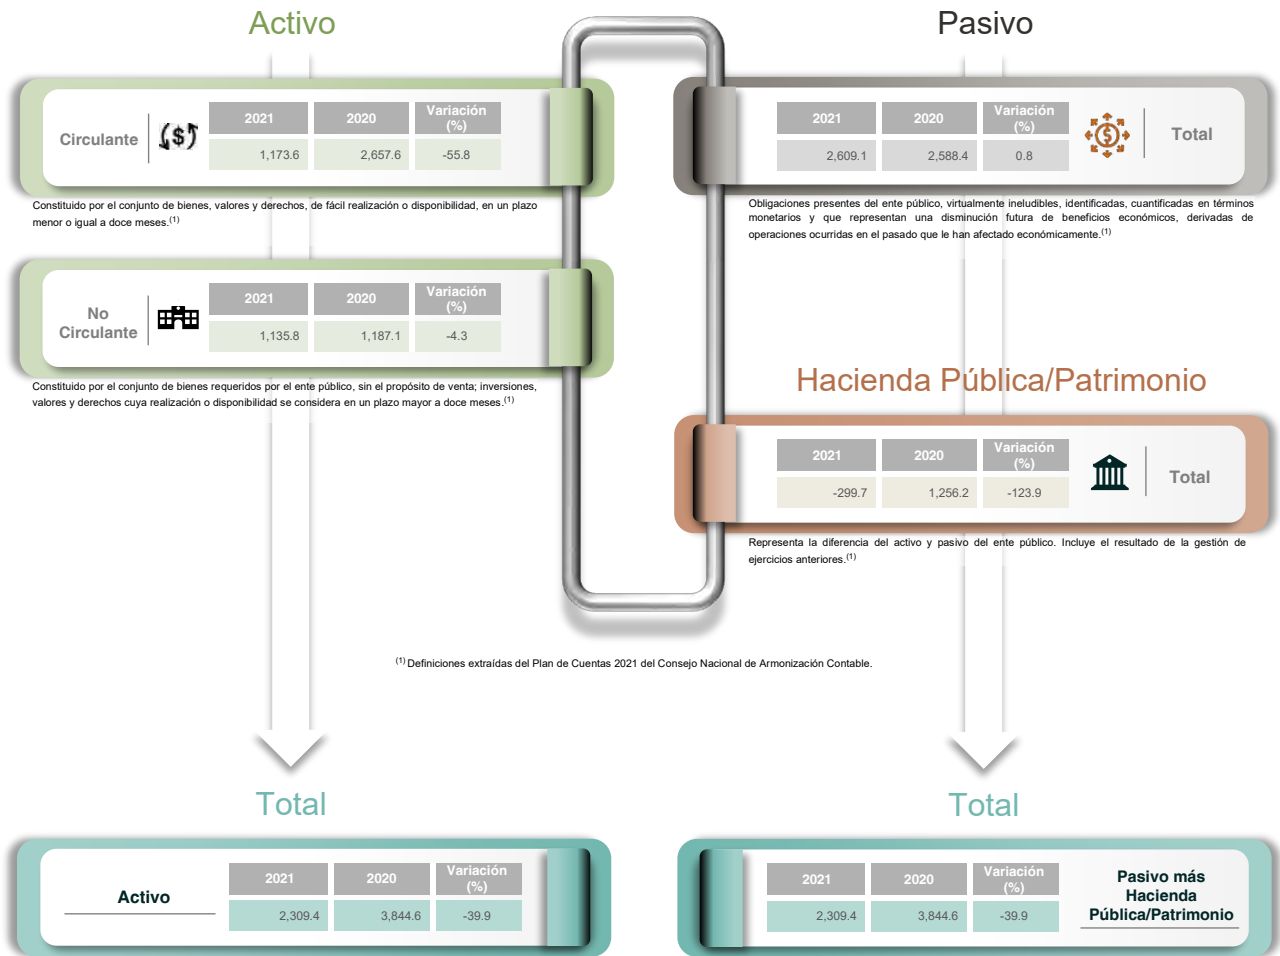 Activo
Circulante
2021 2020 Variación (%)
1,173.6 2,657.6 -55.8
Constituido por el conjunto de bienes, valores y derechos, de fácil realización o disponibilidad, en un plazo
menor o igual a doce meses.(1)
No
Circulante
2021 2020 Variación (%)
1,135.8 1,187.1 -4.3
Constituido por el conjunto de bienes requeridos por el ente público, sin el propósito de venta; inversiones,
valores y derechos cuya realización o disponibilidad se considera en un plazo mayor a doce meses.(1)
Pasivo
2021 2020 Variación (%)
2,609.1 2,588.4 0.8
Total
Obligaciones presentes del ente público, virtualmente ineludibles, identificadas, cuantificadas en términos
monetarios y que representan una disminución futura de beneficios económicos, derivadas de
operaciones ocurridas en el pasado que le han afectado económicamente.(1)
Hacienda Pública/Patrimonio
2021 2020 Variación (%)
-299.7 1,256.2 -123.9
Total
Representa la diferencia del activo y pasivo del ente público. Incluye el resultado de la gestión de
ejercicios anteriores.(1)
(1) Definiciones extraídas del Plan de Cuentas 2021 del Consejo Nacional de Armonización Contable.
Total
Activo
2021 2020 Variación (%)
2,309.4 3,844.6 -39.9
Total
2021 2020 Variación (%)
2,309.4 3,844.6 -39.9
Pasivo más
Hacienda
Pública/Patrimonio